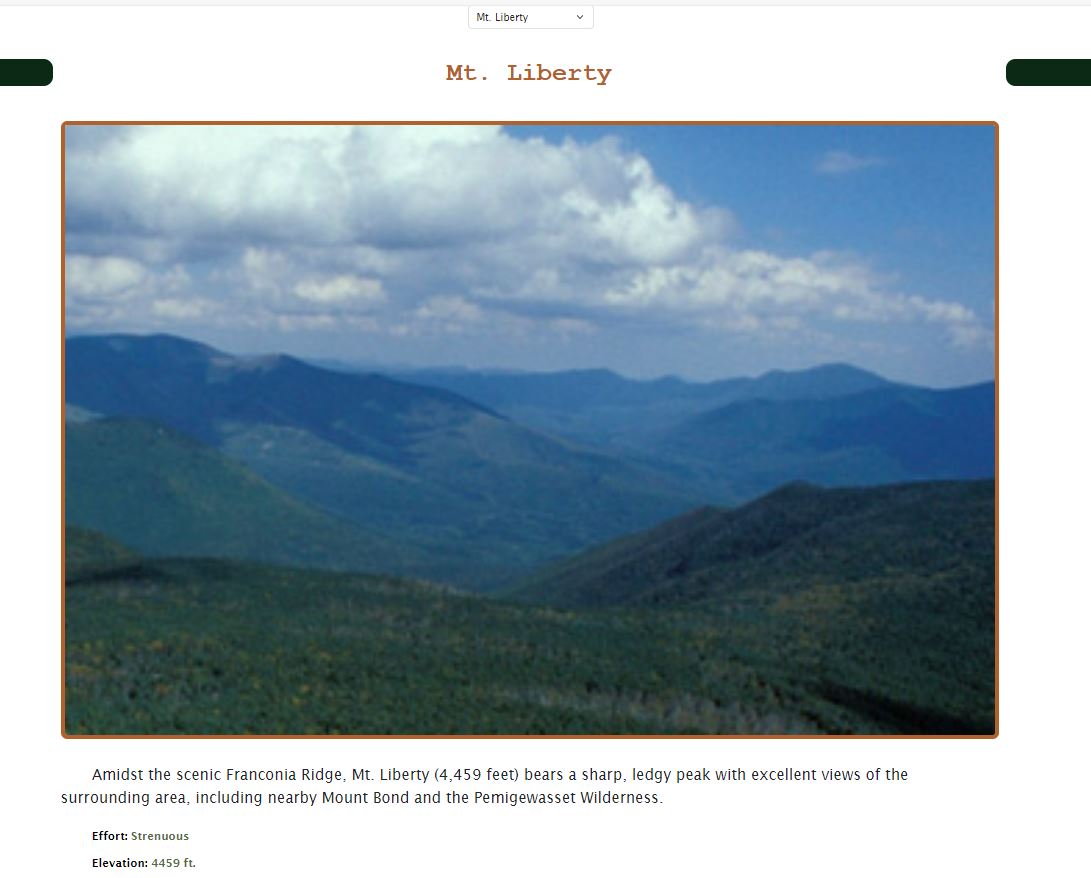 Mt. Liberty
Mt. Liberty
Amidst the scenic Franconia Ridge, Mt. Liberty (4,459 feet) bears a sharp, ledgy peak with excellent views of the
surrounding area, including nearby Mount Bond and the Pemigewasset Wilderness.
Effort: Strenuous
Elevation: 4459 ft.